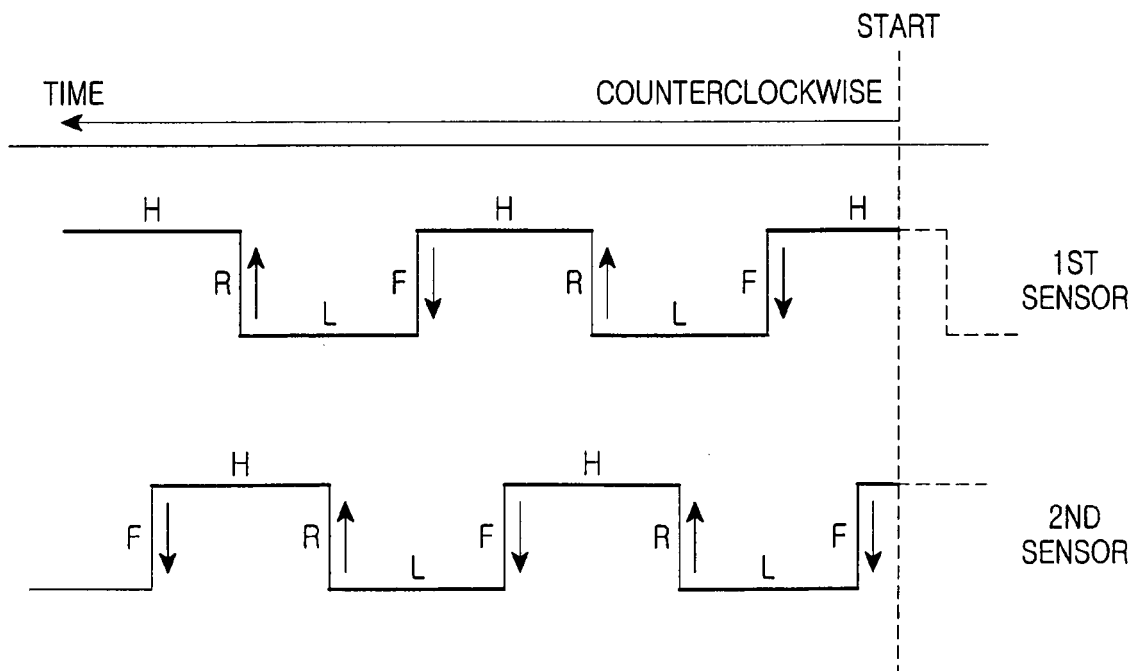 START
TIME COUNTERCLOCKWISE
H H H
R F R F
L L
1ST
SENSOR
H H
F R F R F
L L
2ND
SENSOR